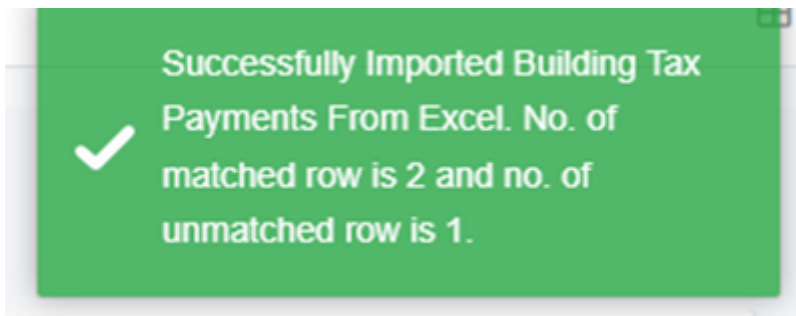 Successfully Imported Building Tax
Payments From Excel. No. of
matched row is 2 and no. of
unmatched row is 1.